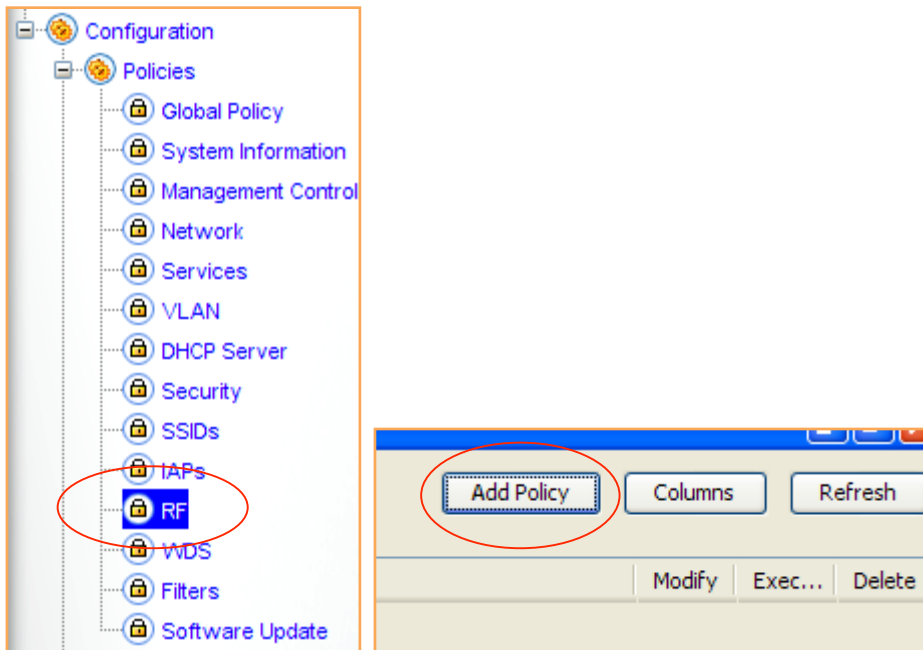 Configuration
Policies
Global Policy
System Information
Management Control
Network
Services
VLAN
DHCP Server
Security
SSIDs
IAPs
RF
WDS
Filters
Software Update
Add Policy Columns Refresh
Modify Exec... Delete